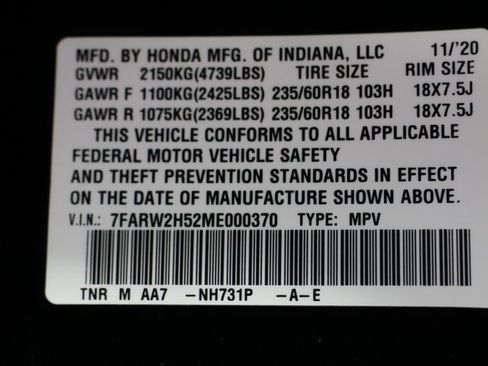 MFD. BY HONDA MFG. OF INDIANA, LLC 11/'20
GVWR 2150KG(4739LBS) TIRE SIZE RIM SIZE
GAWR F 1100KG(2425LBS) 235/60R18 103H 18X7.5J
GAWR R 1075KG(2369LBS) 235/60R18 103H 18X7.5J
THIS VEHICLE CONFORMS TO ALL APPLICABLE
FEDERAL MOTOR VEHICLE SAFETY
AND THEFT PREVENTION STANDARDS IN EFFECT
ON THE DATE OF MANUFACTURE SHOWN ABOVE.
V.I.N.: 7FARW2H52ME000370 TYPE: MPV
TNR M AA7 -NH731P -A-E